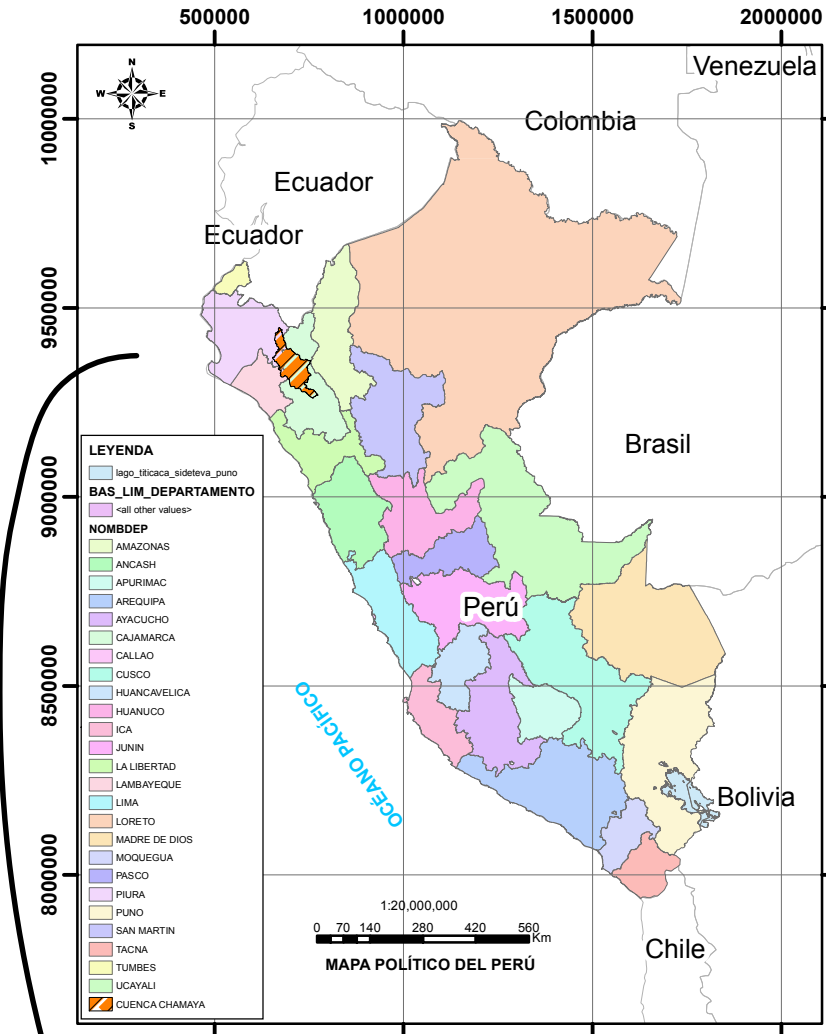 500000 1000000 1500000 2000000
Venezuela
N
W E
S
10000000
Colombia
Ecuador
Ecuador
9500000
Brasil
LEYENDA
lago_titicaca_sideteva_puno
BAS_LIM_DEPARTAMENTO
<all other values>
NOMBDEP
AMAZONAS
ANCASH
APURIMAC
AREQUIPA
AYACUCHO
CAJAMARCA
CALLAO
CUSCO
HUANCAVELICA
HUANUCO
ICA
JUNIN
LA LIBERTAD
LAMBAYEQUE
LIMA
LORETO
MADRE DE DIOS
MOQUEGUA
PASCO
PIURA
PUNO
SAN MARTIN
TACNA
TUMBES
UCAYALI
CUENCA CHAMAYA
9000000
Perú
8500000
OCÉANO PACÍFICO
Bolivia
8000000
1:20,000,000
0 70 140 280 420 560
Km
MAPA POLÍTICO DEL PERÚ
Chile